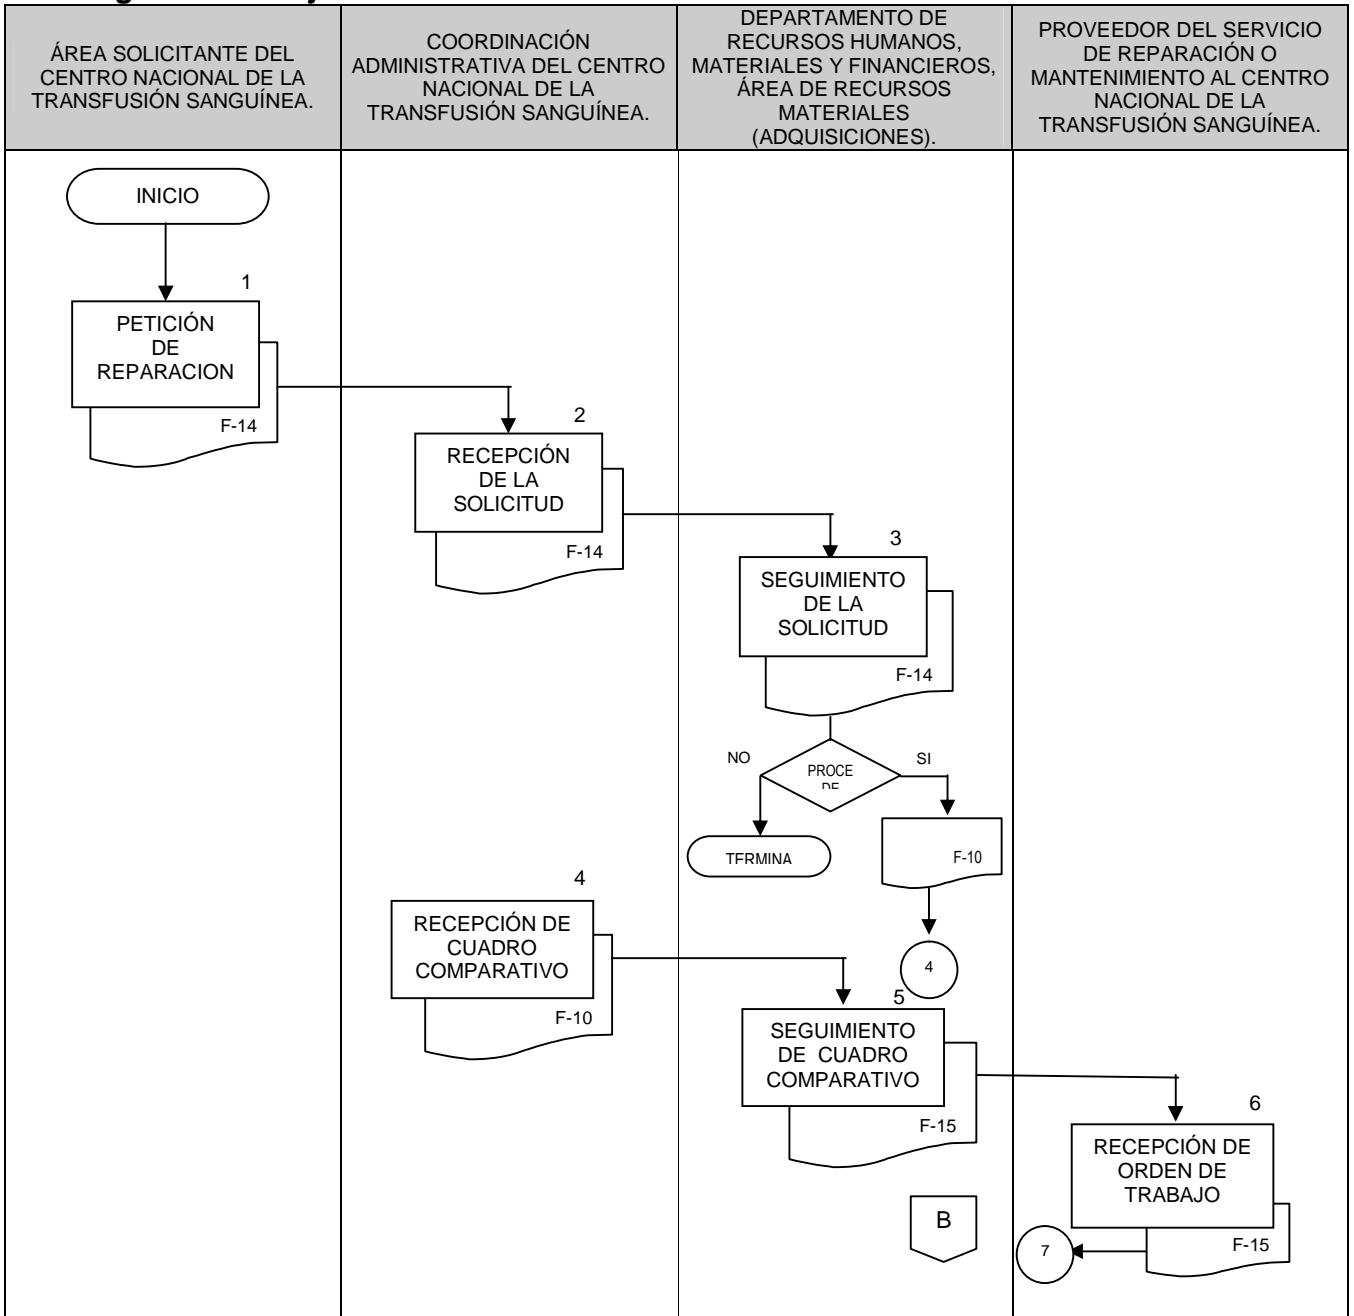 ÁREA SOLICITANTE DEL
CENTRO NACIONAL DE LA
TRANSFUSIÓN SANGUÍNEA.
COORDINACIÓN
ADMINISTRATIVA DEL CENTRO
NACIONAL DE LA
TRANSFUSIÓN SANGUÍNEA.
DEPARTAMENTO DE
RECURSOS HUMANOS,
MATERIALES Y FINANCIEROS,
ÁREA DE RECURSOS
MATERIALES
(ADQUISICIONES).
PROVEEDOR DEL SERVICIO
DE REPARACIÓN O
MANTENIMIENTO AL CENTRO
NACIONAL DE LA
TRANSFUSIÓN SANGUÍNEA.
INICIO
1
PETICIÓN
DE
REPARACION
F-14
2
RECEPCIÓN
DE LA
SOLICITUD
F-14
3
SEGUIMIENTO
DE LA
SOLICITUD
F-14
NO
PROCE
DE
SI
TERMINA
F-10
4
4
RECEPCIÓN DE
CUADRO
COMPARATIVO
F-10
5
SEGUIMIENTO
DE CUADRO
COMPARATIVO
F-15
6
RECEPCIÓN DE
ORDEN DE
TRABAJO
F-15
7
B